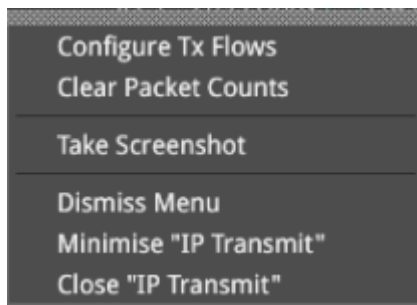 Configure Tx Flows
Clear Packet Counts
Take Screenshot
Dismiss Menu
Minimise "IP Transmit"
Close "IP Transmit"